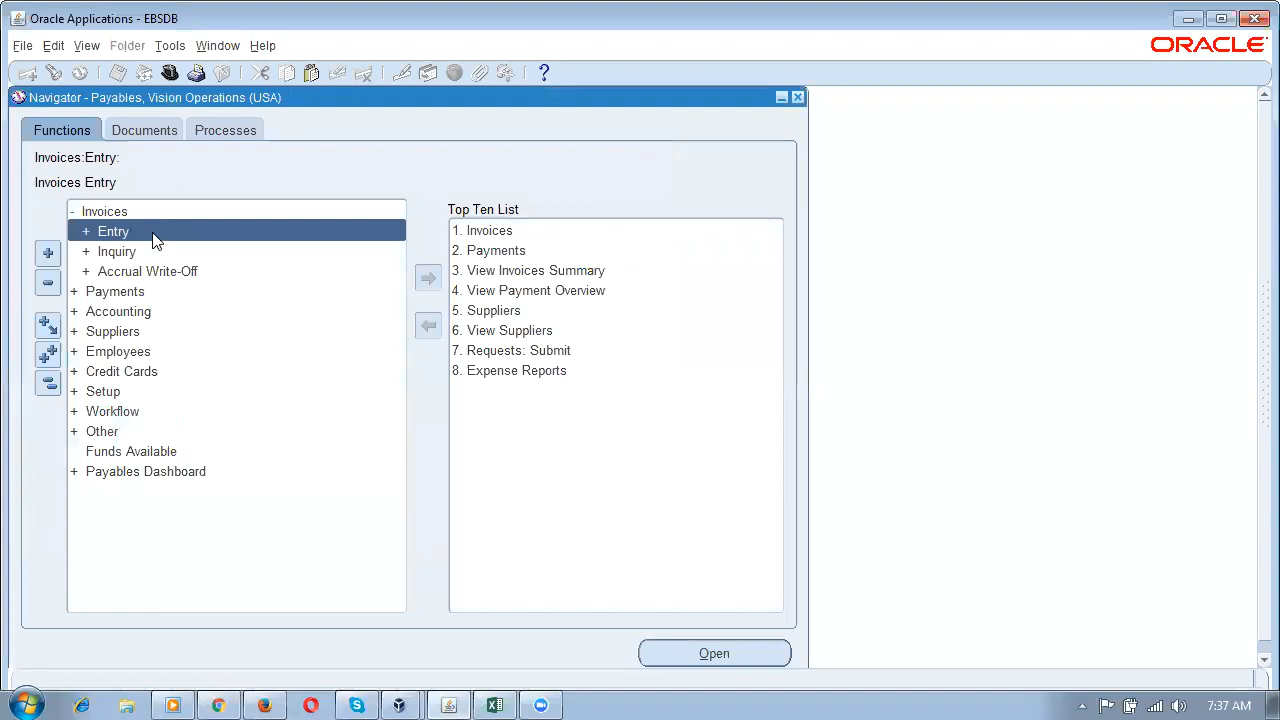 Oracle Applications - EBSDB
File Edit View Folder Tools Window Help
ORACLE
?
Navigator - Payables, Vision Operations (USA)
Functions Documents Processes
Invoices:Entry:
Invoices Entry
- Invoices
+ Entry
+ Inquiry
+ Accrual Write-Off
+ Payments
+ Accounting
+ Suppliers
+ Employees
+ Credit Cards
+ Setup
+ Workflow
+ Other
Funds Available
+ Payables Dashboard
Top Ten List
1. Invoices
2. Payments
3. View Invoices Summary
4. View Payment Overview
5. Suppliers
6. View Suppliers
7. Requests: Submit
8. Expense Reports
Open
7:37 AM